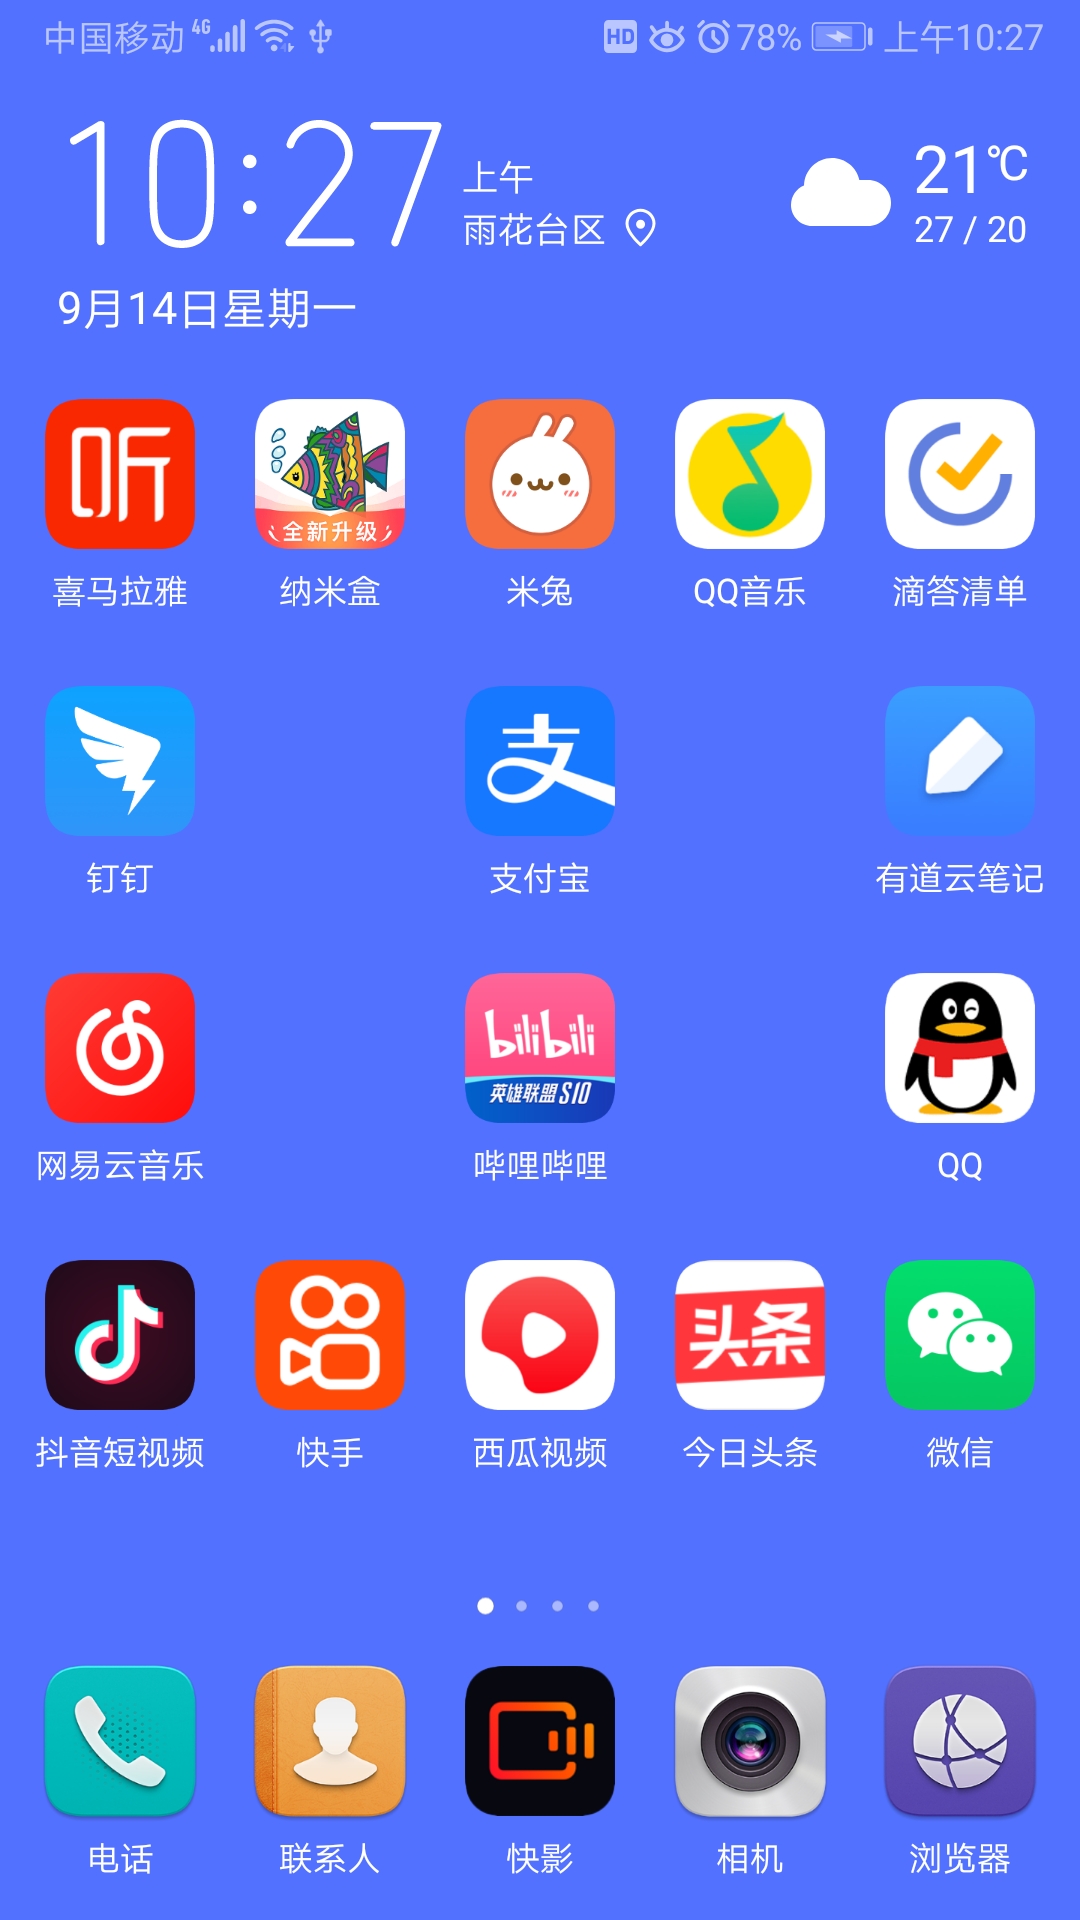 中国移动 4G HD 78% 上午10:27
10:27 上午
雨花台区
21℃
27 / 20
9月14日星期一
听
全新升级
喜马拉雅 纳米盒 米兔 QQ音乐 滴答清单
支
钉钉 支付宝 有道云笔记
bilibili
英雄联盟S10
网易云音乐 哔哩哔哩 QQ
头条
抖音短视频 快手 西瓜视频 今日头条 微信
电话 联系人 快影 相机 浏览器